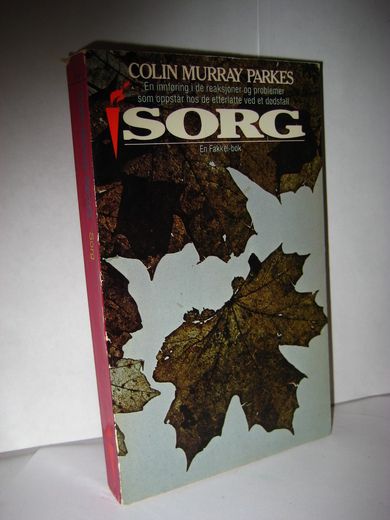 COLIN MURRAY PARKES
En innføring i de reaksjoner og problemer
som oppstår hos de etterlatte ved et dødsfall
SORG
En Fakkel-bok
Sorg